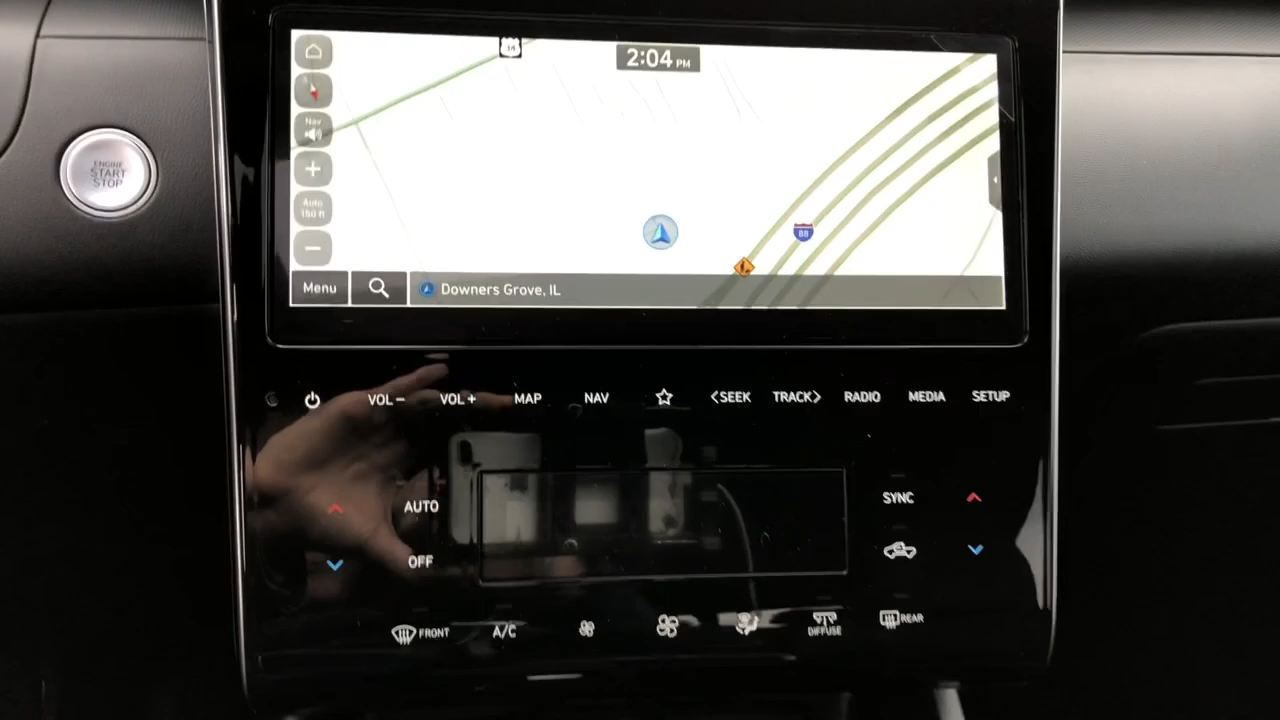 34
2:04 PM
Nav
ENGINE
START
STOP
Auto
150 ft
88
Menu
Downers Grove, IL
VOL − VOL + MAP NAV <SEEK TRACK> RADIO MEDIA SETUP
AUTO SYNC
OFF
FRONT A/C DIFFUSE REAR